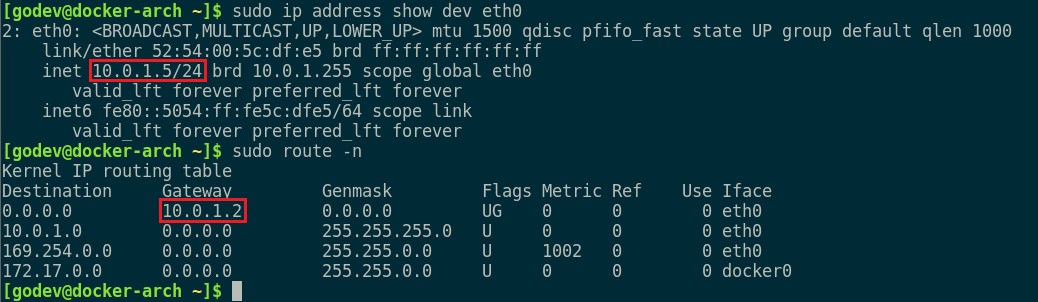 [godev@docker-arch ~]$ sudo ip address show dev eth0
2: eth0: <BROADCAST,MULTICAST,UP,LOWER_UP> mtu 1500 qdisc pfifo_fast state UP group default qlen 1000
    link/ether 52:54:00:5c:df:e5 brd ff:ff:ff:ff:ff:ff
    inet 10.0.1.5/24 brd 10.0.1.255 scope global eth0
       valid_lft forever preferred_lft forever
    inet6 fe80::5054:ff:fe5c:dfe5/64 scope link
       valid_lft forever preferred_lft forever
[godev@docker-arch ~]$ sudo route -n
Kernel IP routing table
Destination     Gateway         Genmask         Flags Metric Ref    Use Iface
0.0.0.0         10.0.1.2        0.0.0.0         UG    0      0        0 eth0
10.0.1.0        0.0.0.0         255.255.255.0   U     0      0        0 eth0
169.254.0.0     0.0.0.0         255.255.0.0     U     1002   0        0 eth0
172.17.0.0      0.0.0.0         255.255.0.0     U     0      0        0 docker0
[godev@docker-arch ~]$